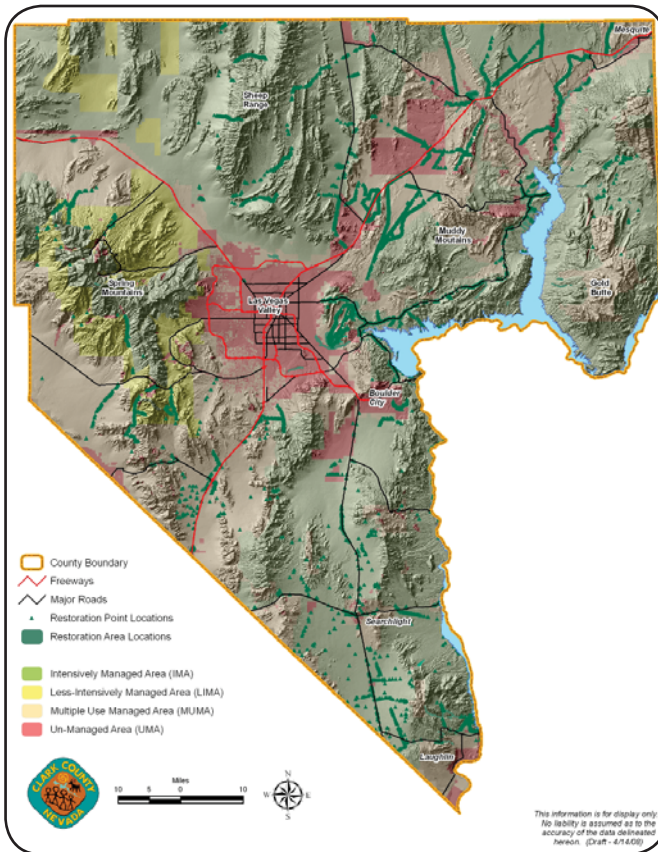 Mesquite
Sheep
Range
Muddy
Moutains
Gold
Butte
Spring
Mountains
Las Vegas
Valley
Boulder
City
County Boundary
Freeways
Major Roads
Restoration Point Locations
Restoration Area Locations
Searchlight
Intensively Managed Area (IMA)
Less-Intensively Managed Area (LIMA)
Multiple Use Managed Area (MUMA)
Un-Managed Area (UMA)
Laughlin
CLARK COUNTY
NEVADA
Miles
10 5 0 10
N
W E
S
This information is for display only.
No liability is assumed as to the
accuracy of the data delineated
hereon. (Draft - 4/14/08)